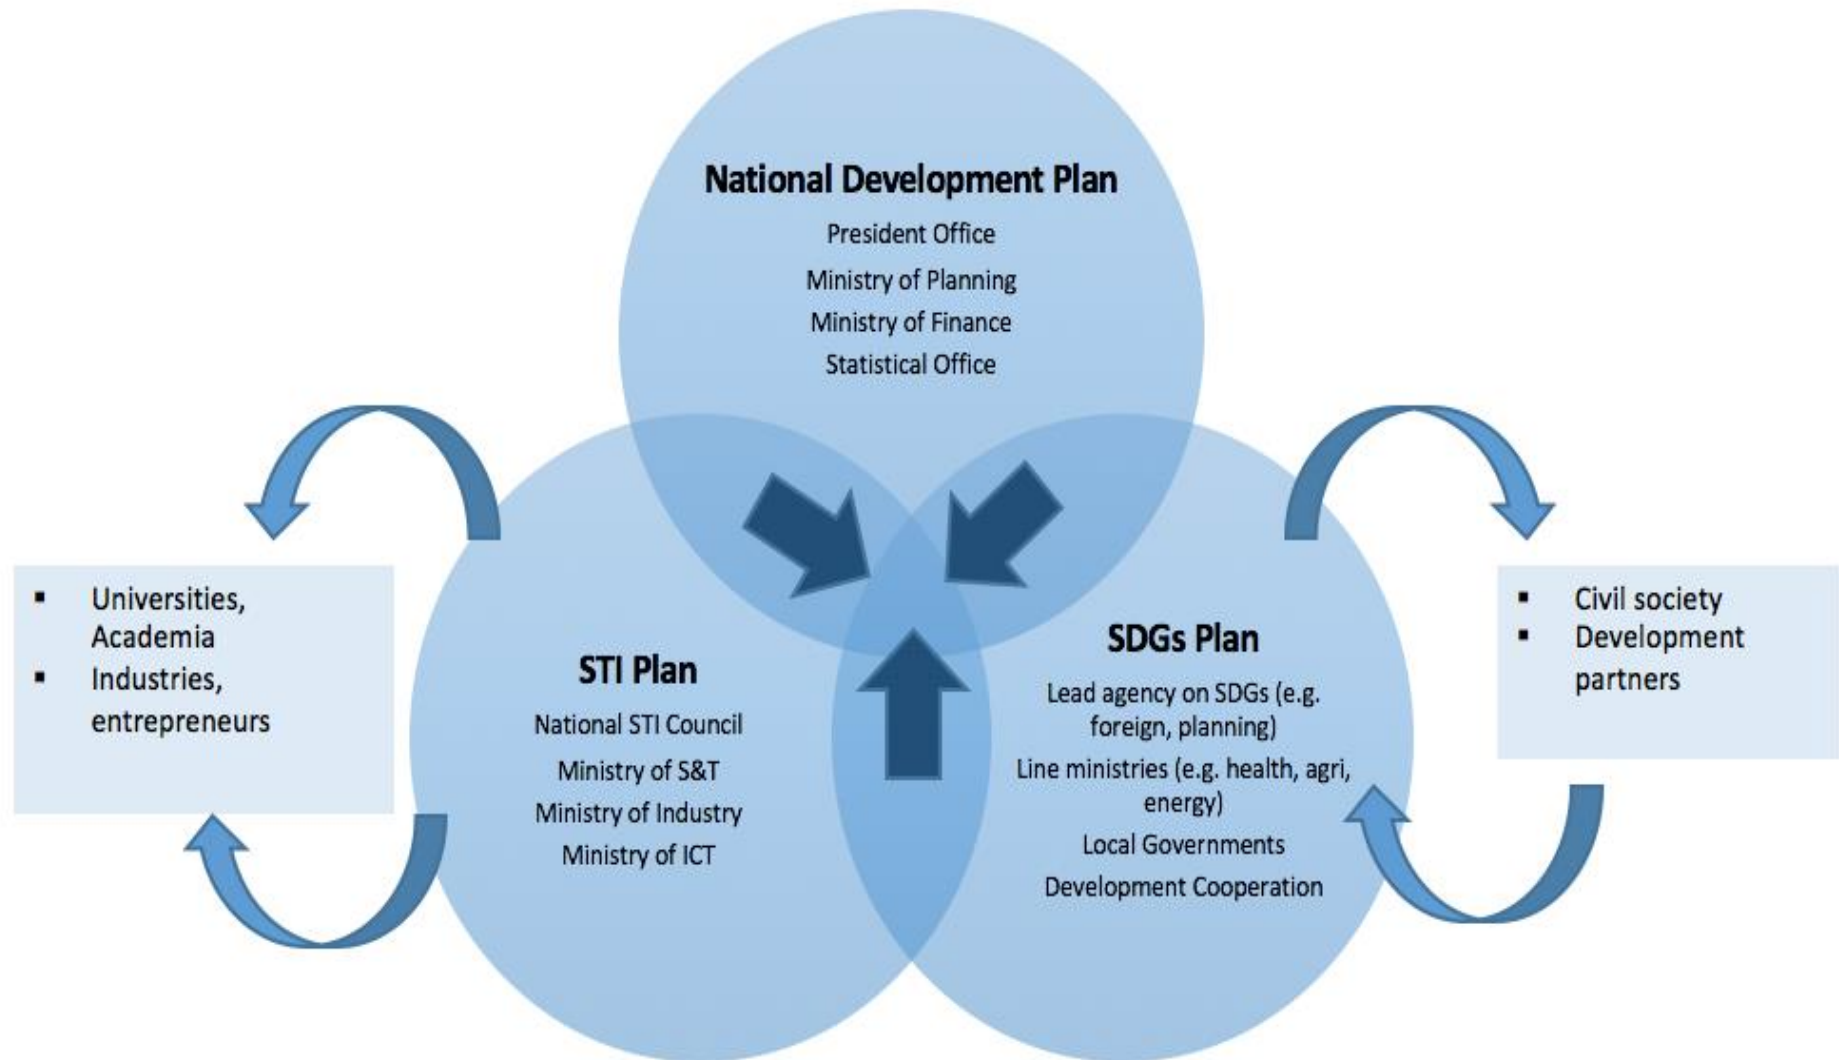 National Development Plan
President Office
Ministry of Planning
Ministry of Finance
Statistical Office
▪ Universities,
Academia
▪ Industries,
entrepreneurs
STI Plan
National STI Council
Ministry of S&T
Ministry of Industry
Ministry of ICT
SDGs Plan
Lead agency on SDGs (e.g.
foreign, planning)
Line ministries (e.g. health, agri,
energy)
Local Governments
Development Cooperation
▪ Civil society
▪ Development
partners